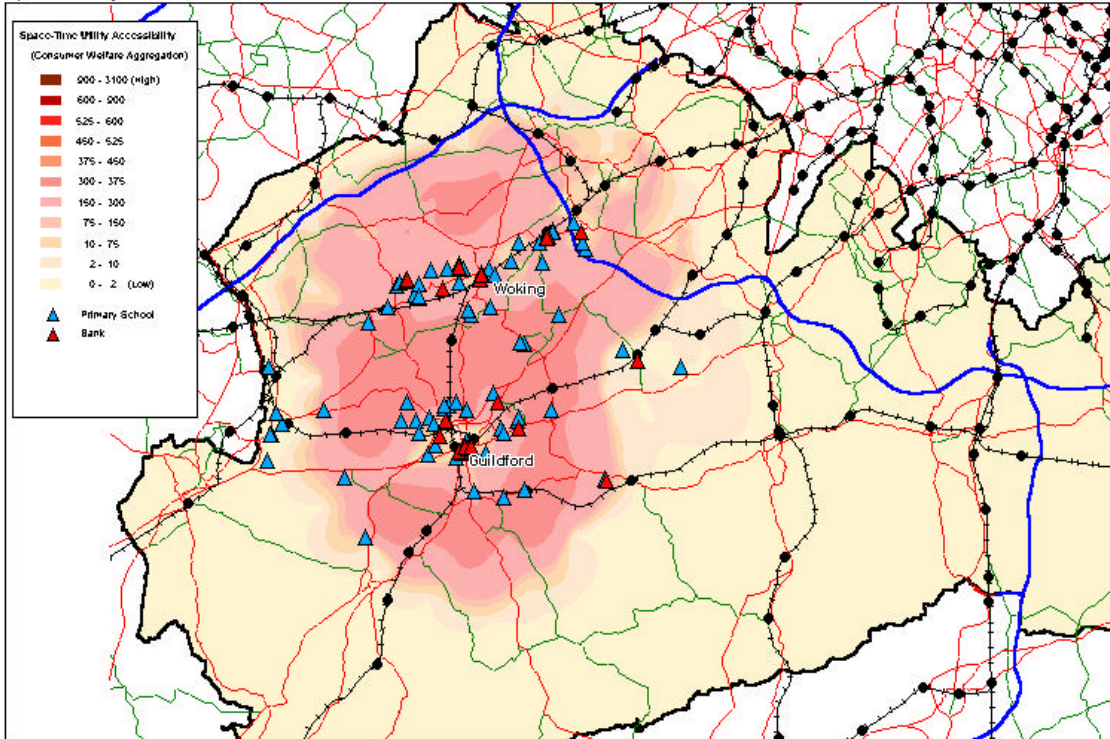 Space-Time Utility Accessibility
(Consumer Welfare Aggregation)
900 - 3100 (High)
600 - 900
525 - 600
450 - 525
375 - 450
300 - 375
150 - 300
75 - 150
10 - 75
2 - 10
0 - 2 (LOW)
Primary School
Bank
Woking
Guildford